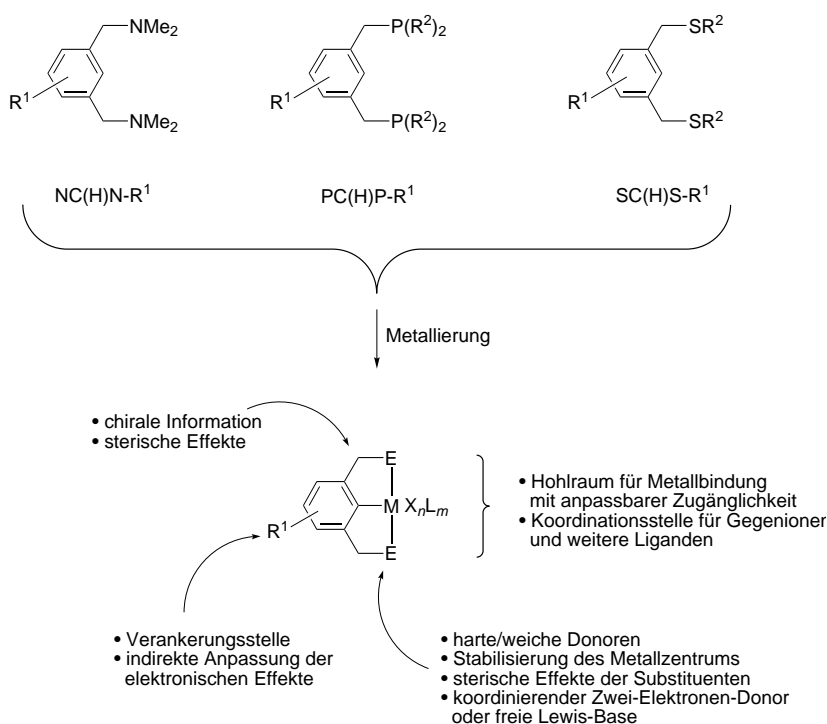 NMe2 P(R2)2 SR2
R1 R1 R1
NMe2 P(R2)2 SR2
NC(H)N-R1 PC(H)P-R1 SC(H)S-R1
Metallierung
• chirale Information
• sterische Effekte
E
M XnLm
R1
E
• Hohlraum für Metallbindung
mit anpassbarer Zugänglichkeit
• Koordinationsstelle für Gegenionen
und weitere Liganden
• Verankerungsstelle
• indirekte Anpassung der
elektronischen Effekte
• harte/weiche Donoren
• Stabilisierung des Metallzentrums
• sterische Effekte der Substituenten
• koordinierender Zwei-Elektronen-Donor
oder freie Lewis-Base